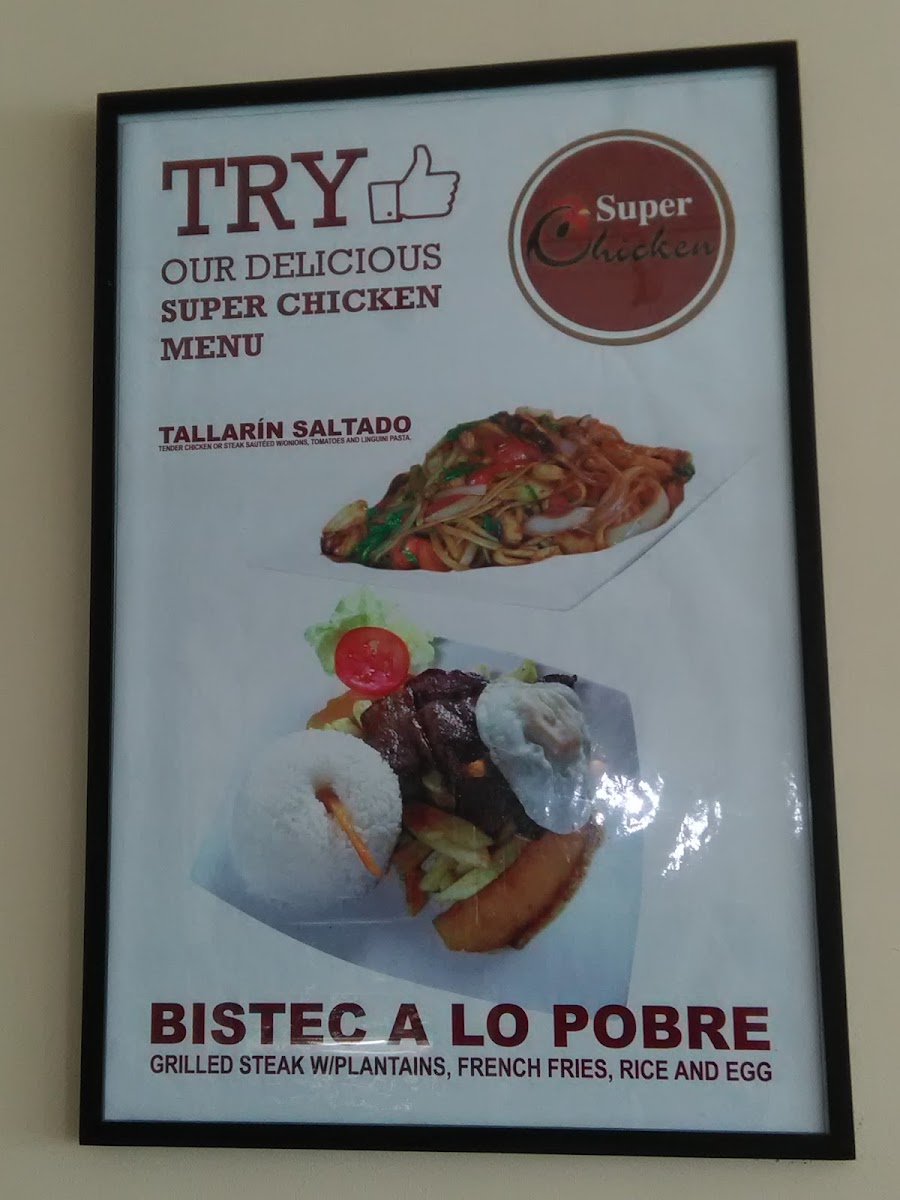 TRY
OUR DELICIOUS
SUPER CHICKEN
MENU
Super
Chicken
TALLARÍN SALTADO
TENDER CHICKEN OR STEAK SAUTÉED W/ONIONS, TOMATOES AND LINGUINI PASTA.
BISTEC A LO POBRE
GRILLED STEAK W/PLANTAINS, FRENCH FRIES, RICE AND EGG